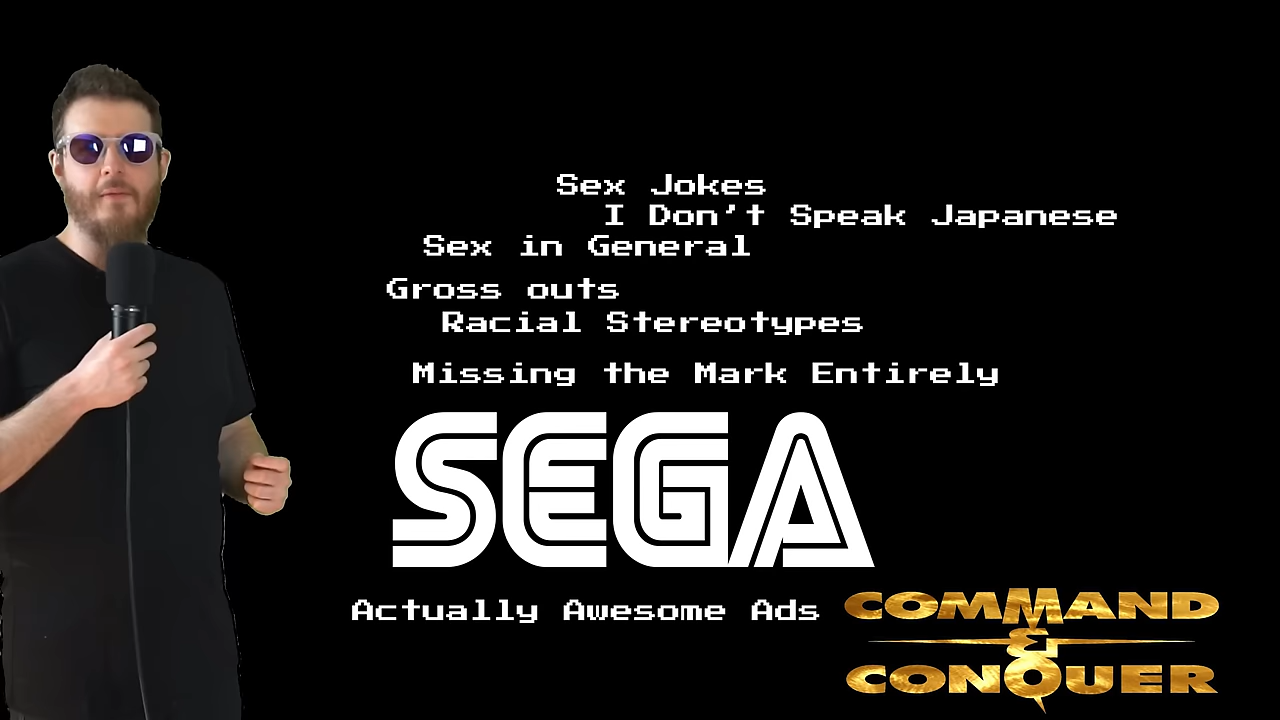 Sex Jokes
I Don't Speak Japanese
Sex in General
Gross outs
Racial Stereotypes
Missing the Mark Entirely
SEGA
Actually Awesome Ads
COMMAND
&
CONQUER